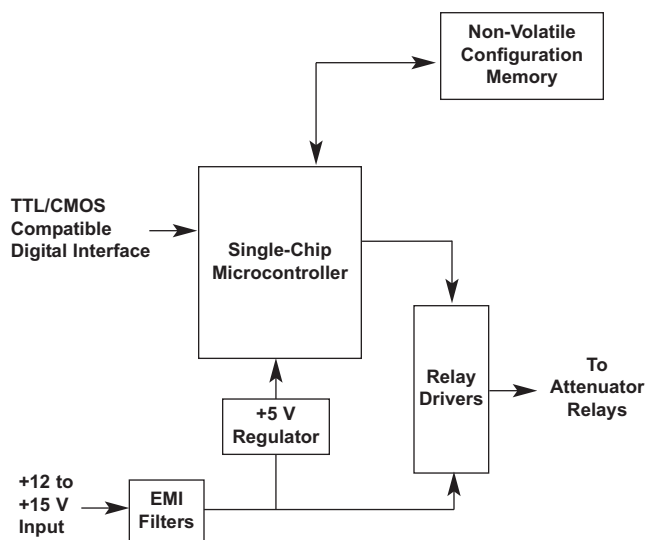 Non-Volatile
Configuration
Memory
TTL/CMOS
Compatible
Digital Interface
Single-Chip
Microcontroller
Relay
Drivers
To
Attenuator
Relays
+5 V
Regulator
+12 to
+15 V
Input
EMI
Filters